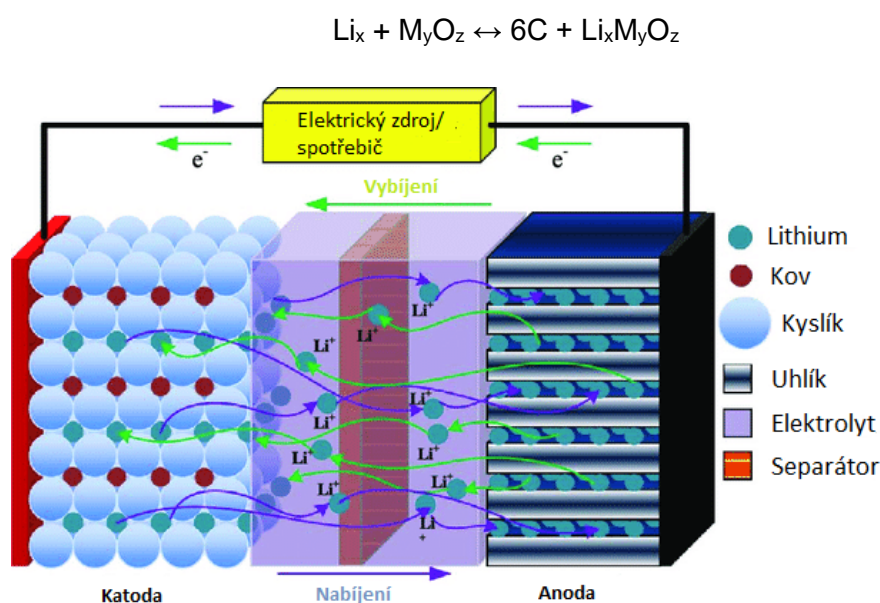 Liₓ + MᵧO_z ↔ 6C + LiₓMᵧO_z
Elektrický zdroj/
spotřebič
e⁻
e⁻
Vybíjení
Lithium
Kov
Kyslík
Uhlík
Elektrolyt
Separátor
Li⁺
Li⁺
Li⁺
Li⁺
Li⁺
Li⁺
Li⁺
Li⁺
Li⁺
Li
+
Katoda
Nabíjení
Anoda